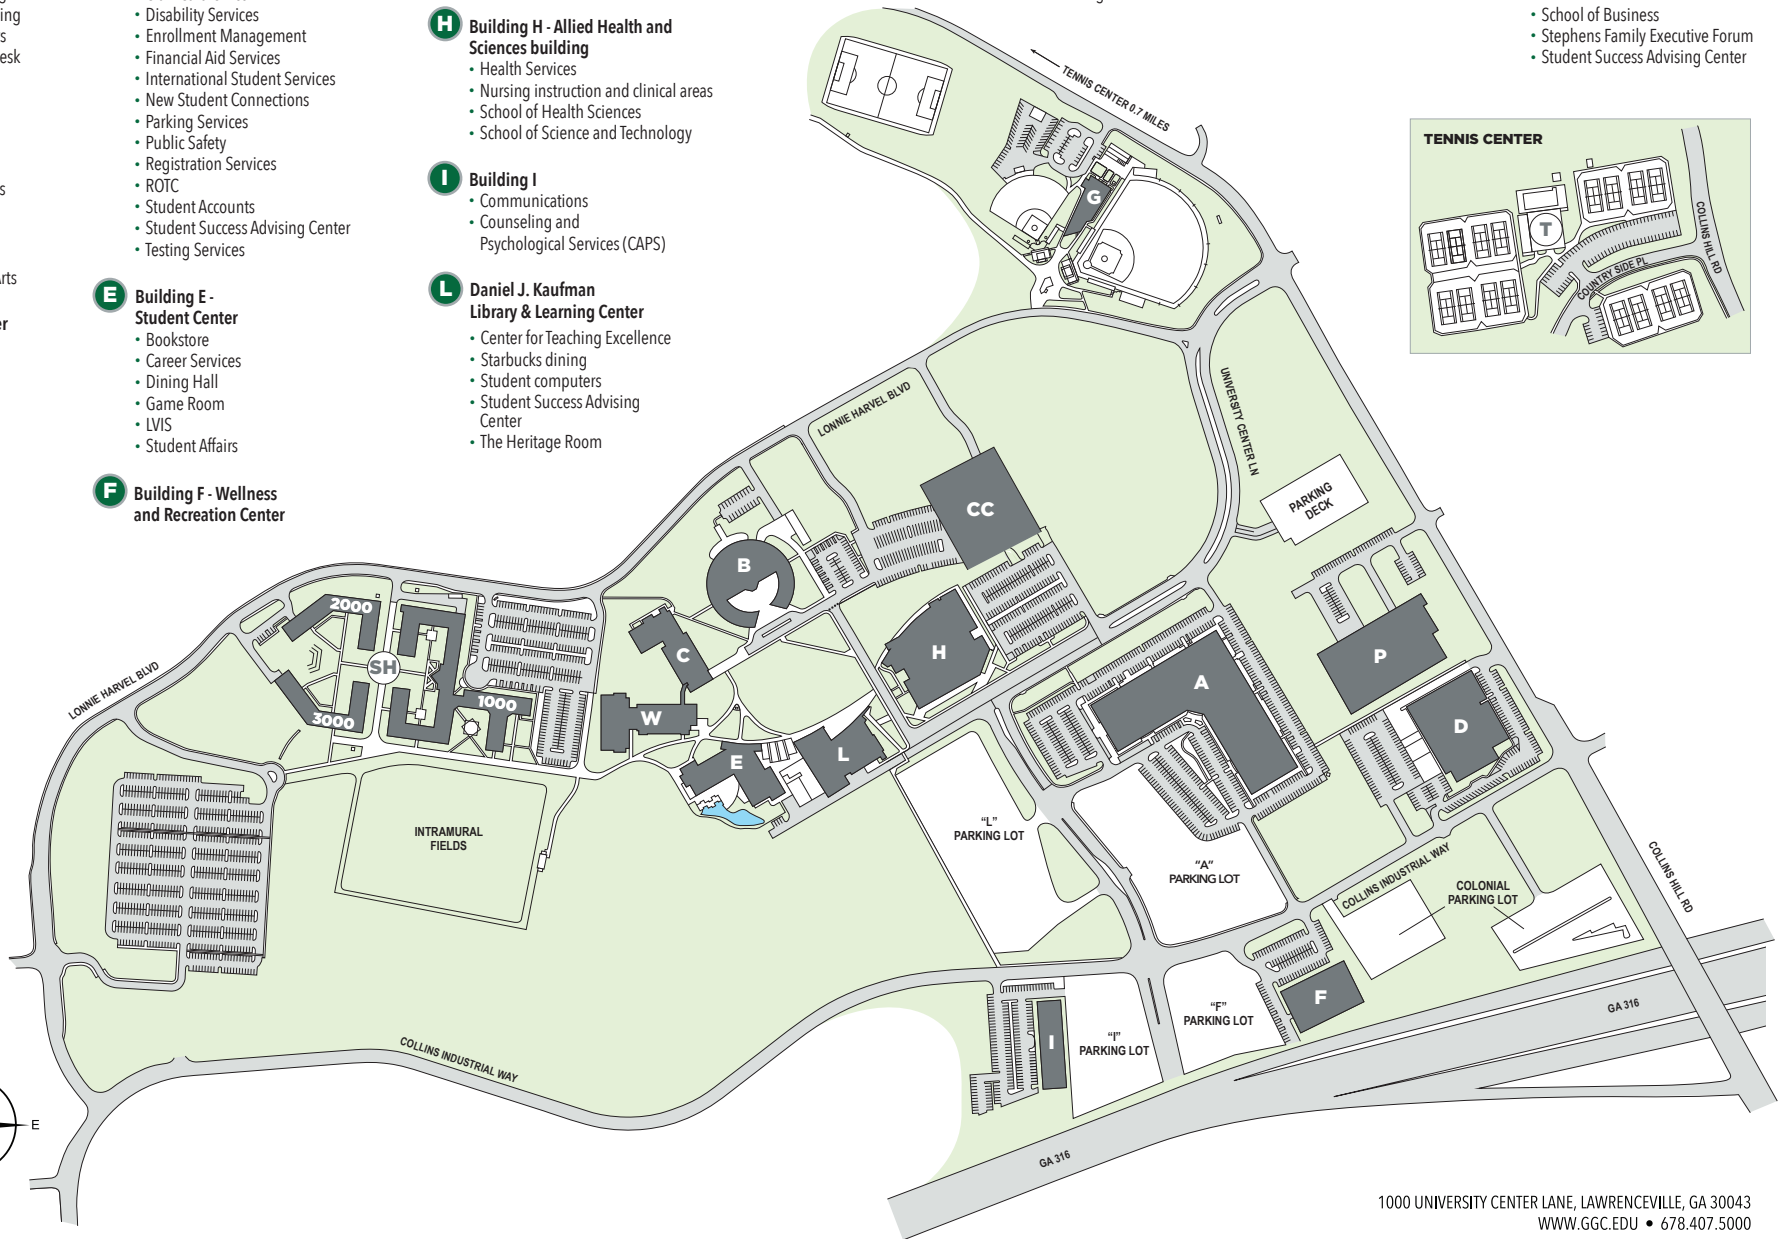 ing
s
esk
s
Arts
er
• Disability Services
• Enrollment Management
• Financial Aid Services
• International Student Services
• New Student Connections
• Parking Services
• Public Safety
• Registration Services
• ROTC
• Student Accounts
• Student Success Advising Center
• Testing Services
E
Building E -
Student Center
• Bookstore
• Career Services
• Dining Hall
• Game Room
• LVIS
• Student Affairs
F
Building F - Wellness
and Recreation Center
H
Building H - Allied Health and
Sciences building
• Health Services
• Nursing instruction and clinical areas
• School of Health Sciences
• School of Science and Technology
I
Building I
• Communications
• Counseling and
Psychological Services (CAPS)
L
Daniel J. Kaufman
Library & Learning Center
• Center for Teaching Excellence
• Starbucks dining
• Student computers
• Student Success Advising
Center
• The Heritage Room
• School of Business
• Stephens Family Executive Forum
• Student Success Advising Center
TENNIS CENTER 0.7 MILES
G
TENNIS CENTER
T
COLLINS HILL RD
COUNTRY SIDE PL
LONNIE HARVEL BLVD
UNIVERSITY CENTER LN
PARKING
DECK
CC
B
2000
SH
C
H
P
A
LONNIE HARVEL BLVD
3000
1000
W
D
E
L
INTRAMURAL
FIELDS
"L"
PARKING LOT
"A"
PARKING LOT
COLLINS INDUSTRIAL WAY
COLONIAL
PARKING LOT
COLLINS HILL RD
F
"F"
PARKING LOT
GA 316
I
"I"
PARKING LOT
COLLINS INDUSTRIAL WAY
E
GA 316
1000 UNIVERSITY CENTER LANE, LAWRENCEVILLE, GA 30043
WWW.GGC.EDU • 678.407.5000